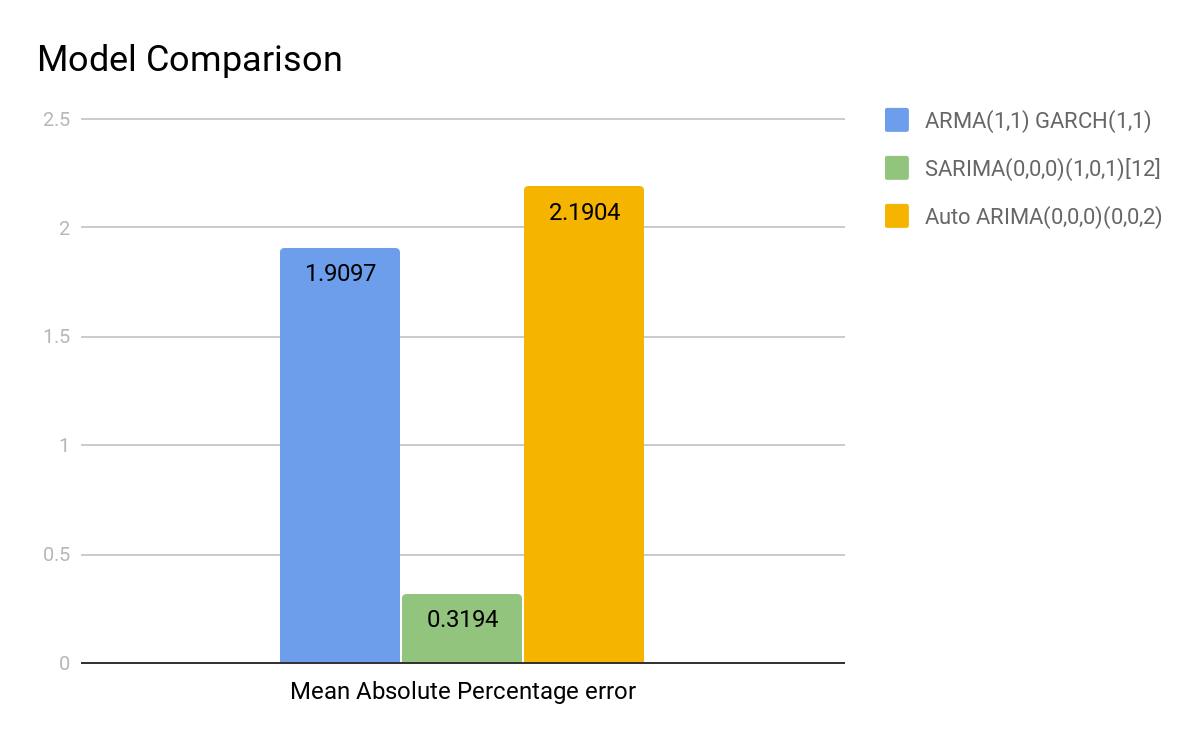 Model Comparison
2.5
2
1.5
1
0.5
0
1.9097
0.3194
2.1904
Mean Absolute Percentage error
ARMA(1,1) GARCH(1,1)
SARIMA(0,0,0)(1,0,1)[12]
Auto ARIMA(0,0,0)(0,0,2)